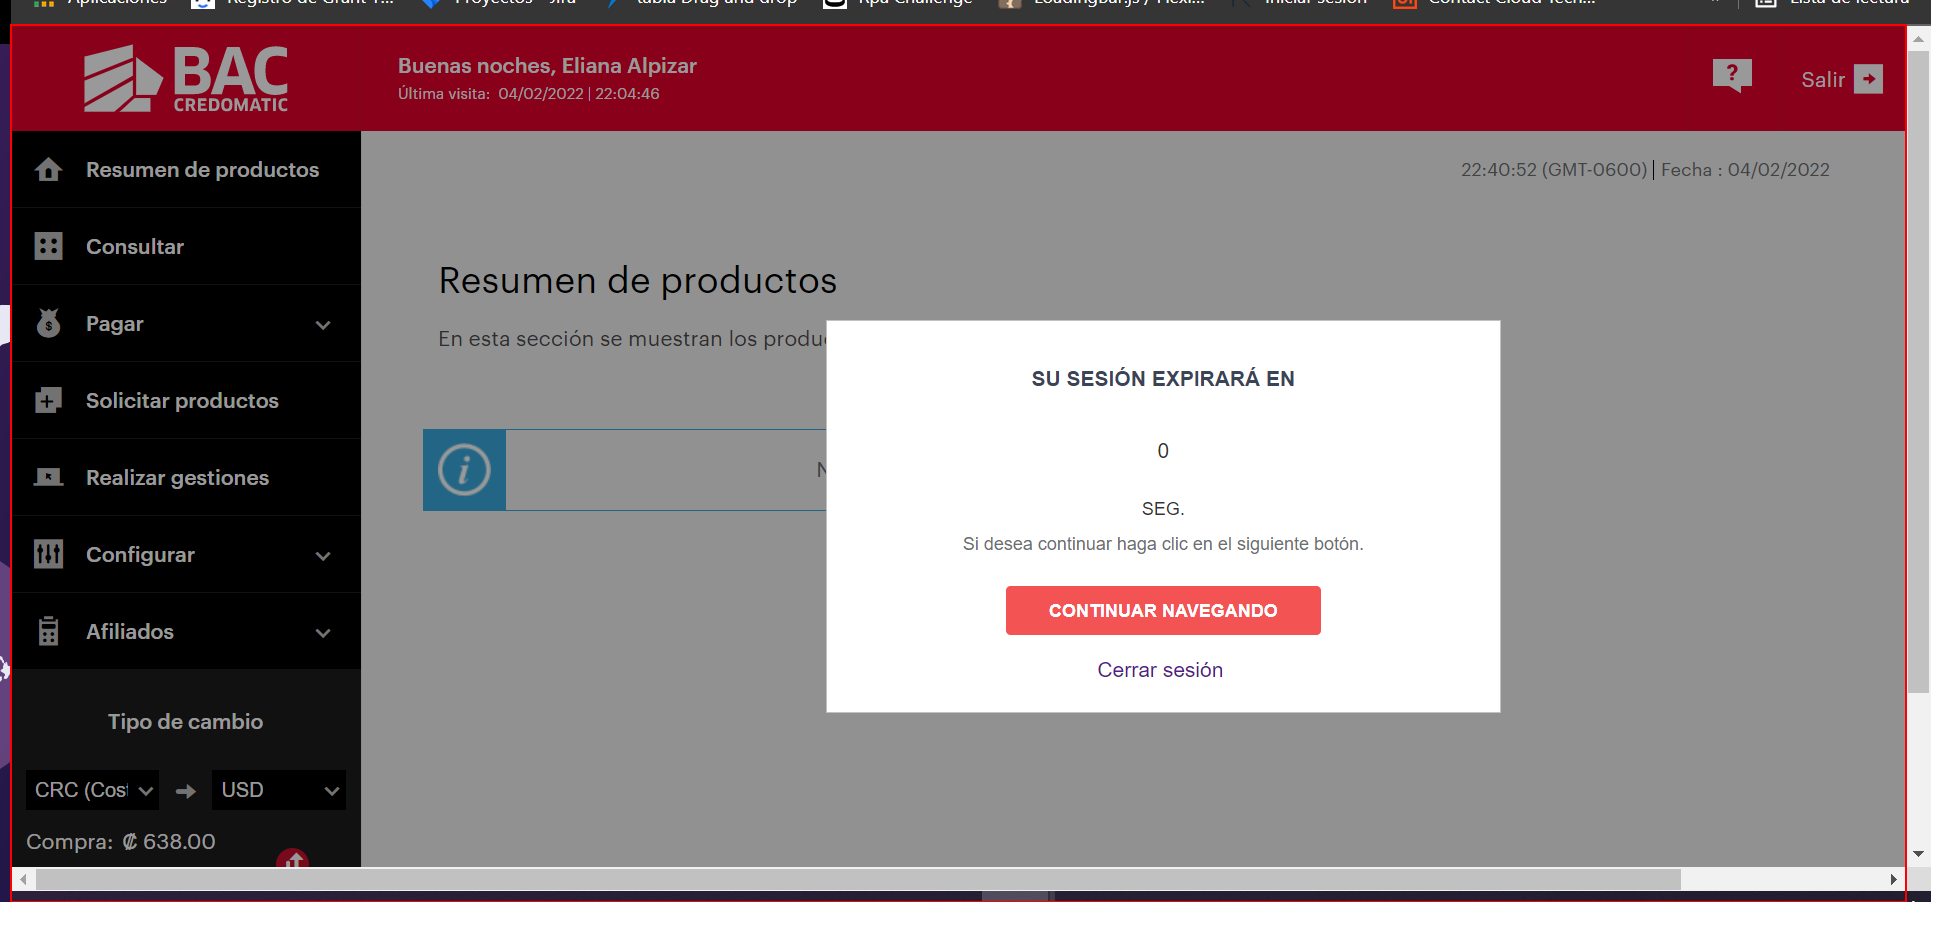 Aplicaciones
Registro de Grant T...
Proyectos - Jira
tabla Drag and drop
Rpa Challenge
LoadingBar.js / Flexi...
Iniciar sesión
Contact Cloud Tech...
»
Lista de lectura
BAC
CREDOMATIC
Buenas noches, Eliana Alpizar
Última visita: 04/02/2022 | 22:04:46
?
Salir
Resumen de productos
Consultar
Pagar
Solicitar productos
Realizar gestiones
Configurar
Afiliados
Tipo de cambio
CRC (Cost
USD
Compra: ₡ 638.00
22:40:52 (GMT-0600) | Fecha : 04/02/2022
Resumen de productos
En esta sección se muestran los produ
i
N
SU SESIÓN EXPIRARÁ EN
0
SEG.
Si desea continuar haga clic en el siguiente botón.
CONTINUAR NAVEGANDO
Cerrar sesión